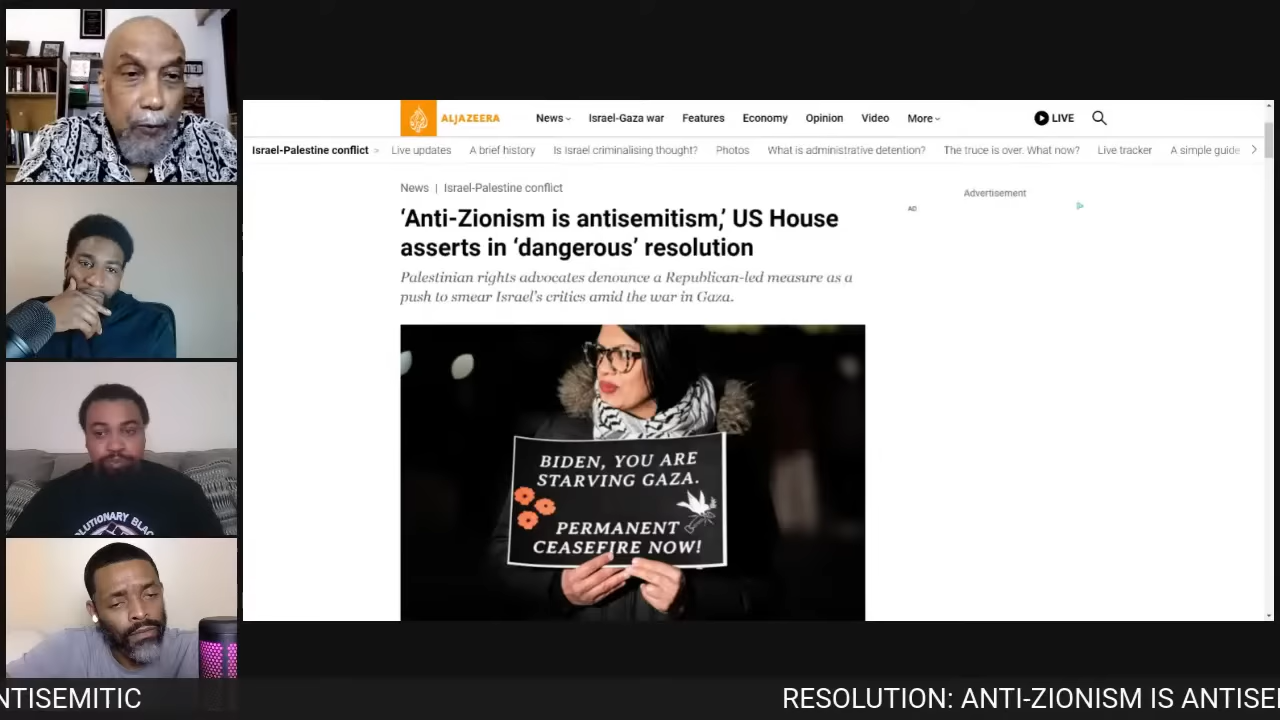 ALJAZEERA
News
Israel-Gaza war
Features
Economy
Opinion
Video
More
LIVE
Israel-Palestine conflict >
Live updates
A brief history
Is Israel criminalising thought?
Photos
What is administrative detention?
The truce is over. What now?
Live tracker
A simple guide
News | Israel-Palestine conflict
‘Anti-Zionism is antisemitism,’ US House
asserts in ‘dangerous’ resolution
Palestinian rights advocates denounce a Republican-led measure as a
push to smear Israel’s critics amid the war in Gaza.
Advertisement
AD
BIDEN, YOU ARE
STARVING GAZA.
PERMANENT
CEASEFIRE NOW!
OLUTIONARY BLAC
NTISEMITIC
RESOLUTION: ANTI-ZIONISM IS ANTISE